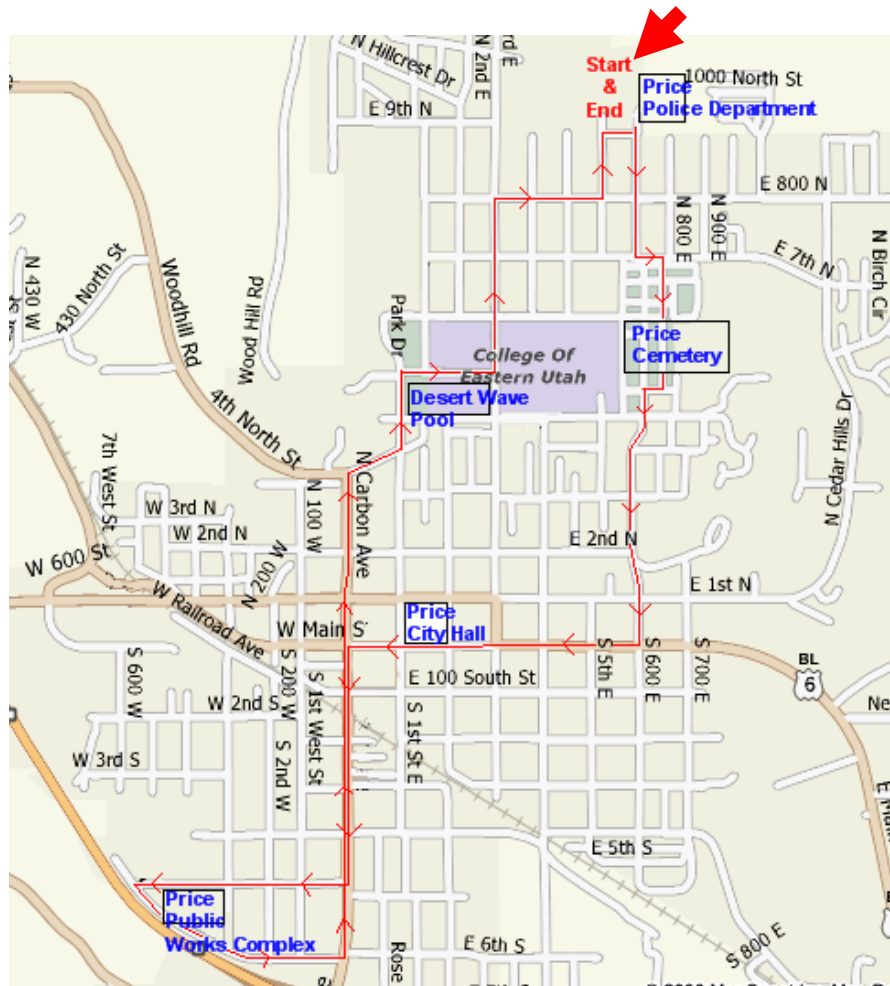 N Hillcrest Dr
N 2nd E
3rd E
Start
&
End
1000 North St
Price
Police Department
E 9th N
E 800 N
N 800 E
N 900 E
E 7th N
N Birch Cir
N 430 W
430 North St
Woodhill Rd
Wood Hill Rd
Park Dr
College Of
Eastern Utah
Price
Cemetery
Desert Wave
Pool
4th North St
7th West St
N Carbon Ave
N Cedar Hills Dr
N 100 W
W 3rd N
W 2nd N
E 2nd N
W 600 St
N 200 W
E 1st N
W Railroad Ave
W Main S
Price
City Hall
S 600 W
S 200 W
S 1st West St
E 100 South St
S 5th E
S 600 E
S 700 E
BL
6
Ne
W 2nd S
S 1st St E
W 3rd S
S 2nd W
E 5th S
Price
Public
Works Complex
Rose
E 6th S
S 800 E